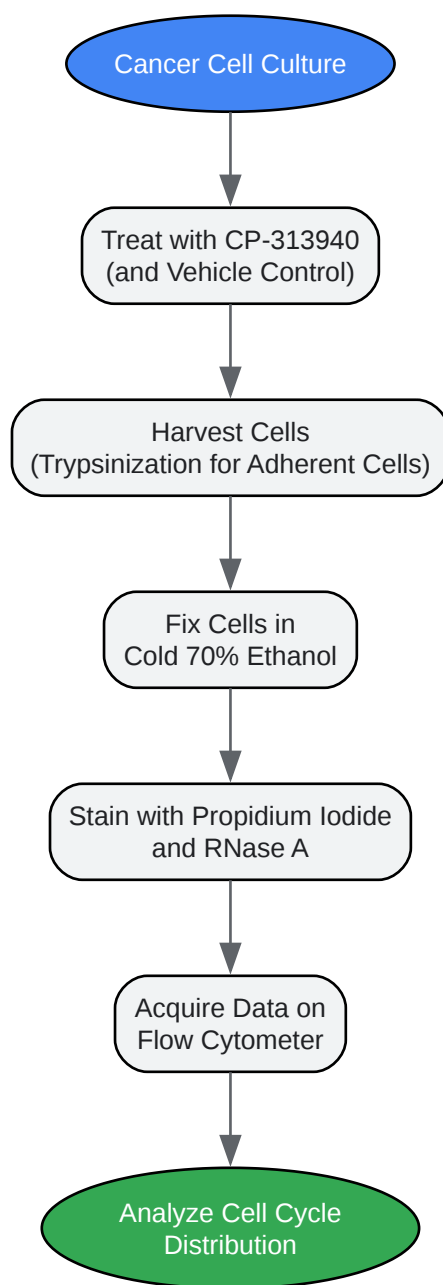 Cancer Cell Culture
Treat with CP-313940
(and Vehicle Control)
Harvest Cells
(Trypsinization for Adherent Cells)
Fix Cells in
Cold 70% Ethanol
Stain with Propidium Iodide
and RNase A
Acquire Data on
Flow Cytometer
Analyze Cell Cycle
Distribution